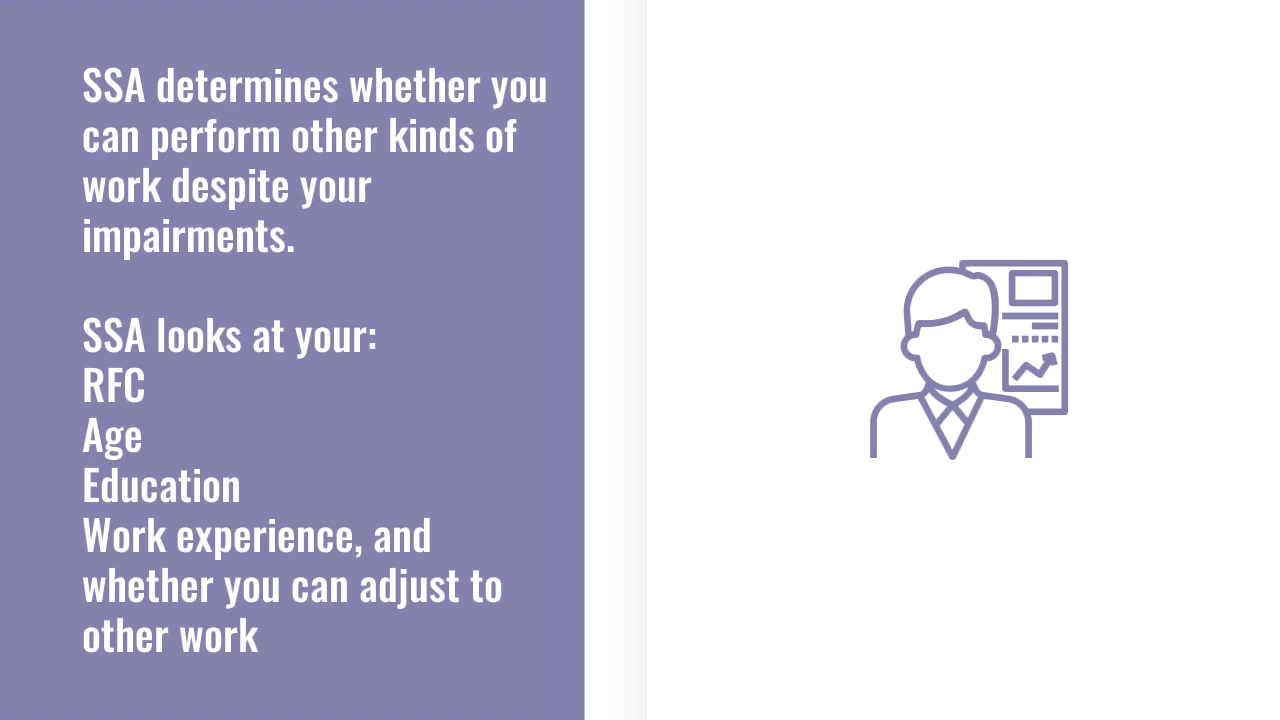 SSA determines whether you
can perform other kinds of
work despite your
impairments.
SSA looks at your:
RFC
Age
Education
Work experience, and
whether you can adjust to
other work